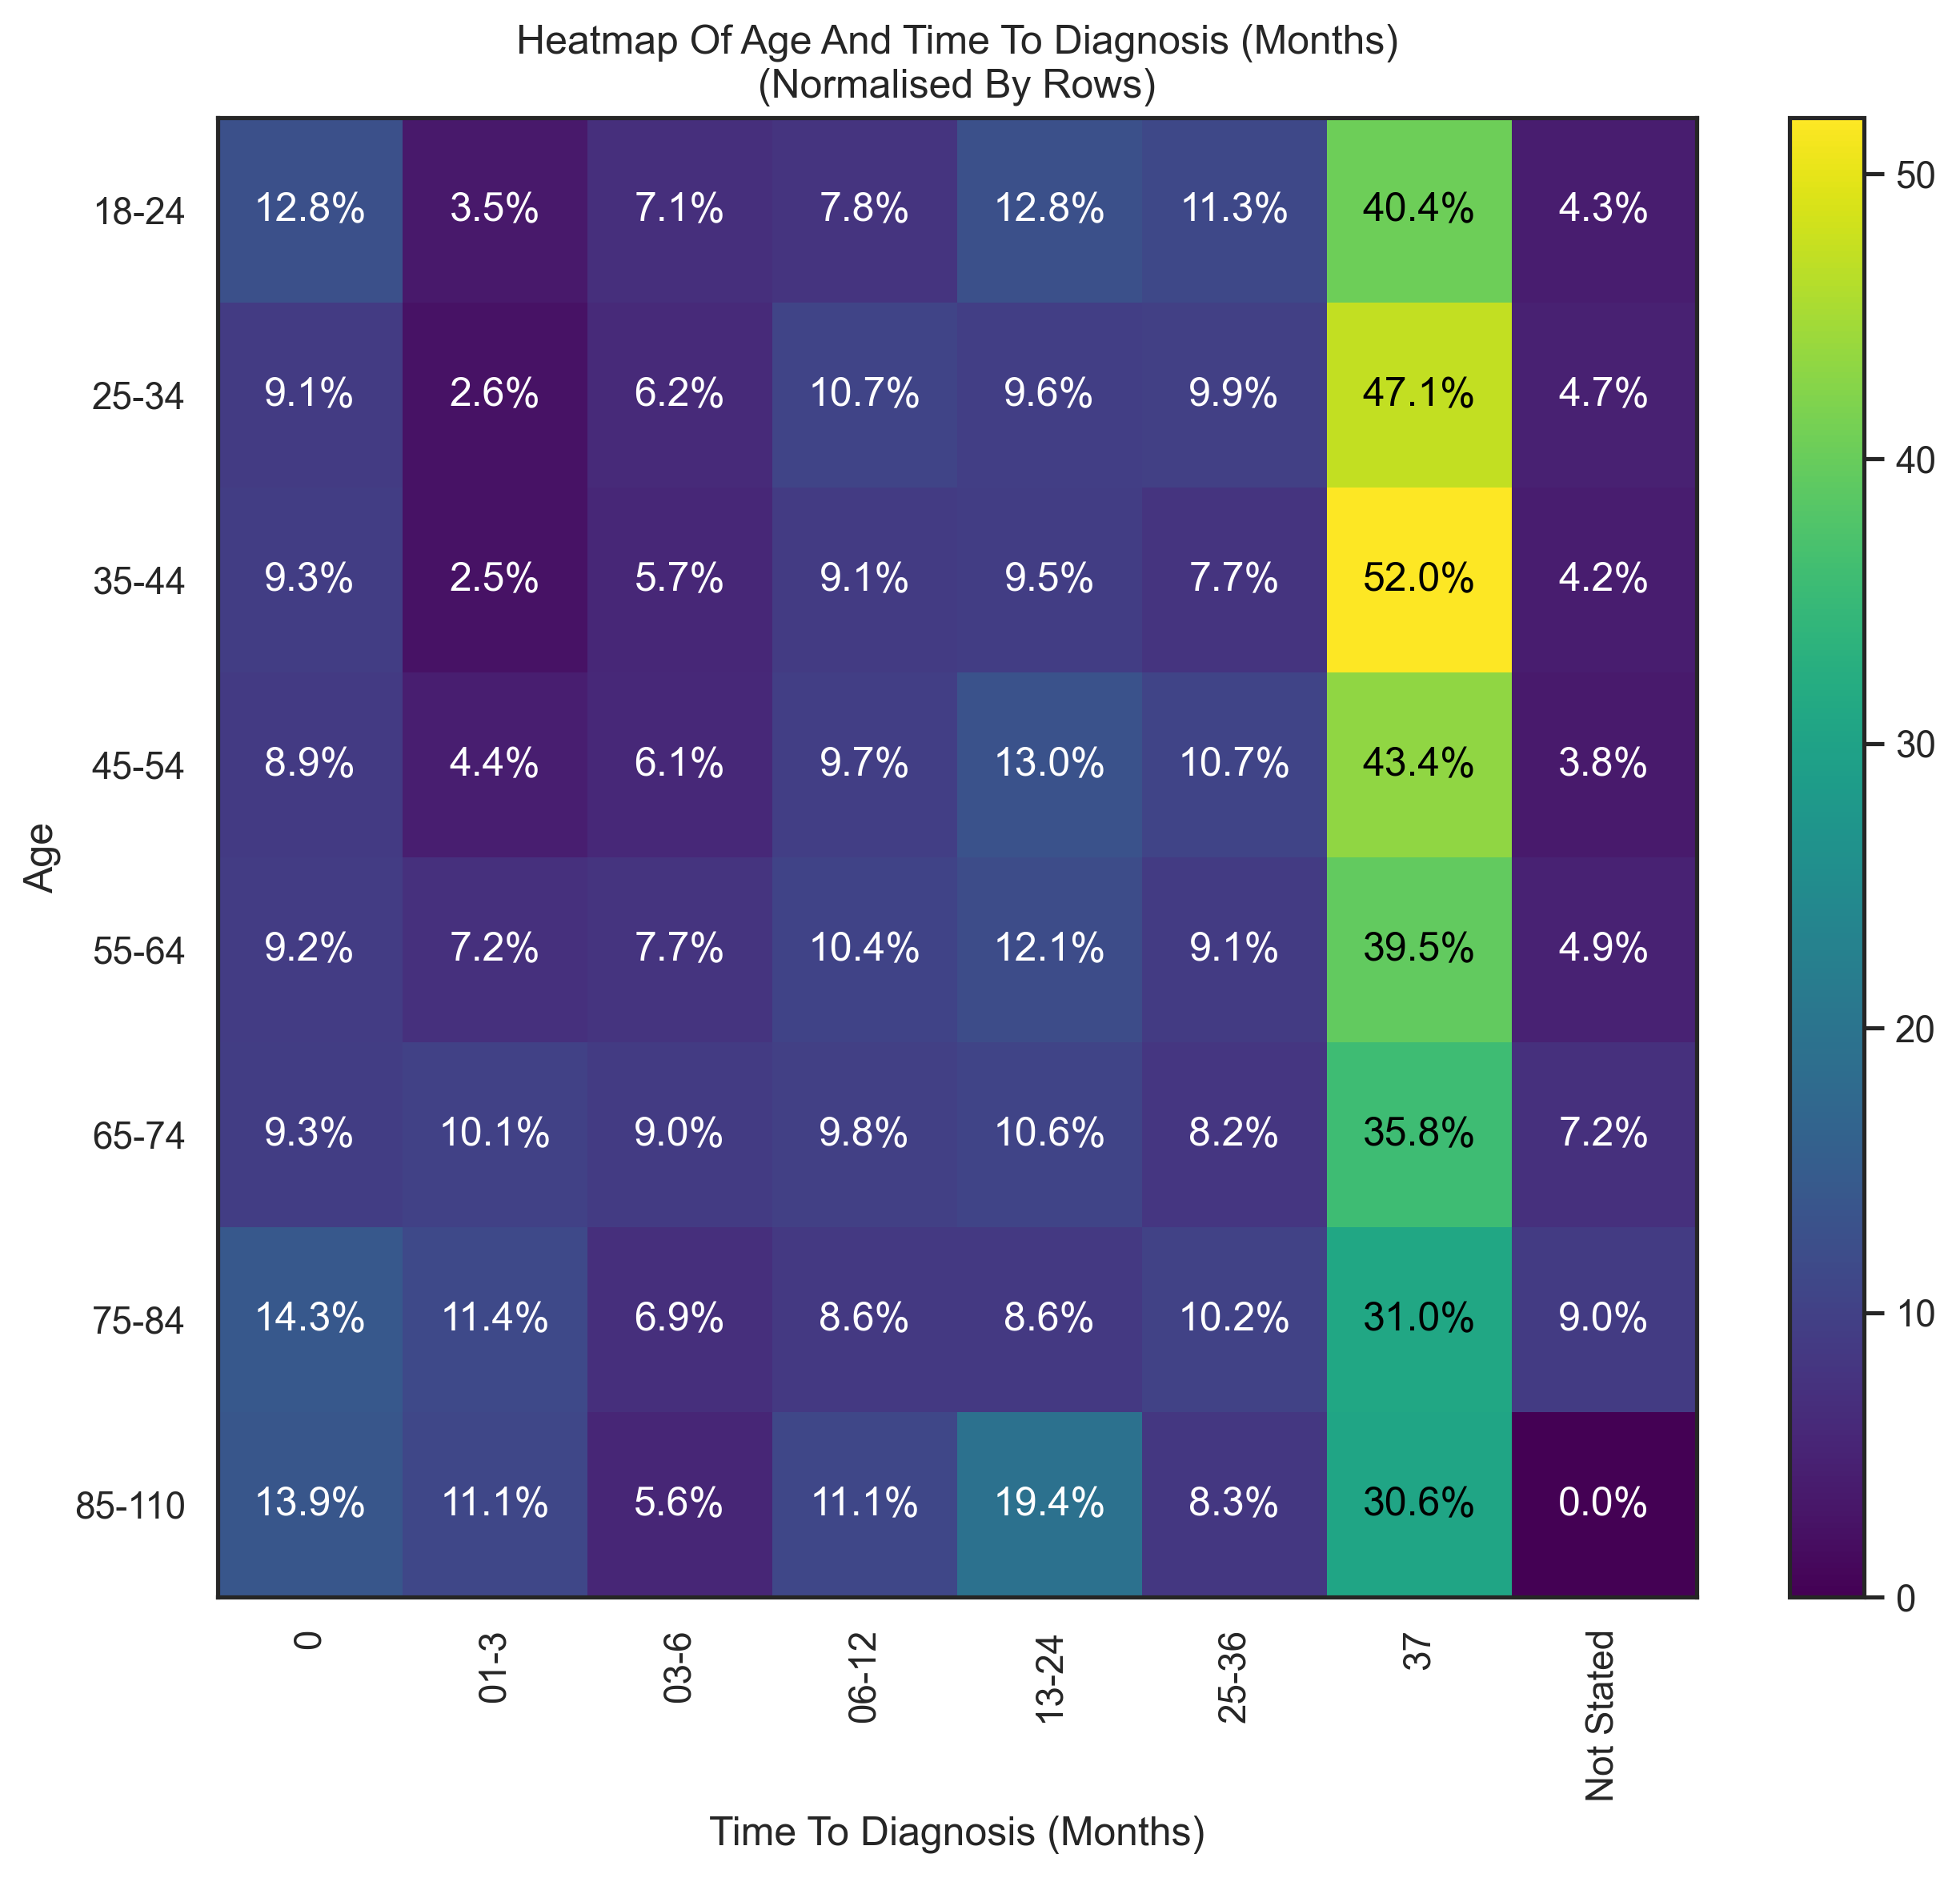 Heatmap Of Age And Time To Diagnosis (Months)
(Normalised By Rows)
Age
18-24 12.8% 3.5% 7.1% 7.8% 12.8% 11.3% 40.4% 4.3%
25-34 9.1% 2.6% 6.2% 10.7% 9.6% 9.9% 47.1% 4.7%
35-44 9.3% 2.5% 5.7% 9.1% 9.5% 7.7% 52.0% 4.2%
45-54 8.9% 4.4% 6.1% 9.7% 13.0% 10.7% 43.4% 3.8%
55-64 9.2% 7.2% 7.7% 10.4% 12.1% 9.1% 39.5% 4.9%
65-74 9.3% 10.1% 9.0% 9.8% 10.6% 8.2% 35.8% 7.2%
75-84 14.3% 11.4% 6.9% 8.6% 8.6% 10.2% 31.0% 9.0%
85-110 13.9% 11.1% 5.6% 11.1% 19.4% 8.3% 30.6% 0.0%
0 01-3 03-6 06-12 13-24 25-36 37 Not Stated
Time To Diagnosis (Months)
50
40
30
20
10
0